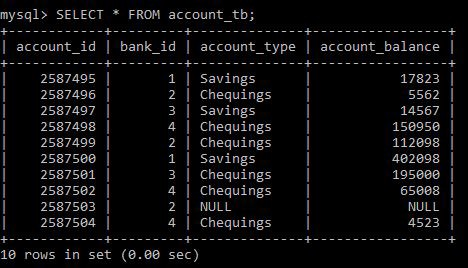 mysql> SELECT * FROM account_tb;
+------------+---------+--------------+-----------------+
| account_id | bank_id | account_type | account_balance |
+------------+---------+--------------+-----------------+
|    2587495 |       1 | Savings      |           17823 |
|    2587496 |       2 | Chequings    |            5562 |
|    2587497 |       3 | Savings      |           14567 |
|    2587498 |       4 | Chequings    |          150950 |
|    2587499 |       2 | Chequings    |          112098 |
|    2587500 |       1 | Savings      |          402098 |
|    2587501 |       3 | Chequings    |          195000 |
|    2587502 |       4 | Chequings    |           65008 |
|    2587503 |       2 | NULL         |            NULL |
|    2587504 |       4 | Chequings    |            4523 |
+------------+---------+--------------+-----------------+
10 rows in set (0.00 sec)